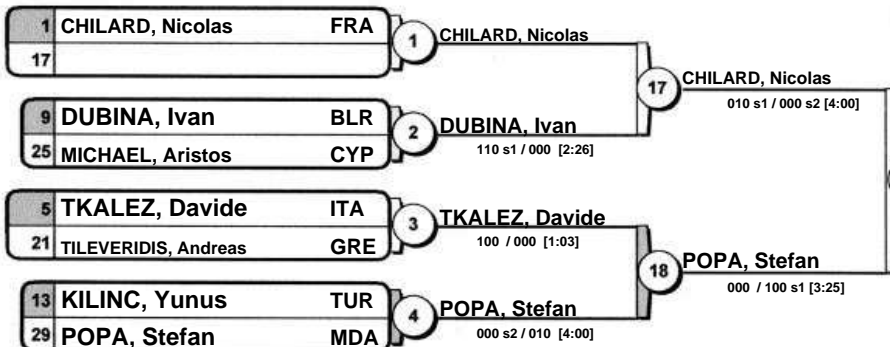 1 CHILARD, Nicolas FRA
17
1
CHILARD, Nicolas
9 DUBINA, Ivan BLR
25 MICHAEL, Aristos CYP
2
DUBINA, Ivan
110 s1 / 000 [2:26]
17
CHILARD, Nicolas
010 s1 / 000 s2 [4:00]
5 TKALEZ, Davide ITA
21 TILEVERIDIS, Andreas GRE
3
TKALEZ, Davide
100 / 000 [1:03]
13 KILINC, Yunus TUR
29 POPA, Stefan MDA
4
POPA, Stefan
000 s2 / 010 [4:00]
18
POPA, Stefan
000 / 100 s1 [3:25]